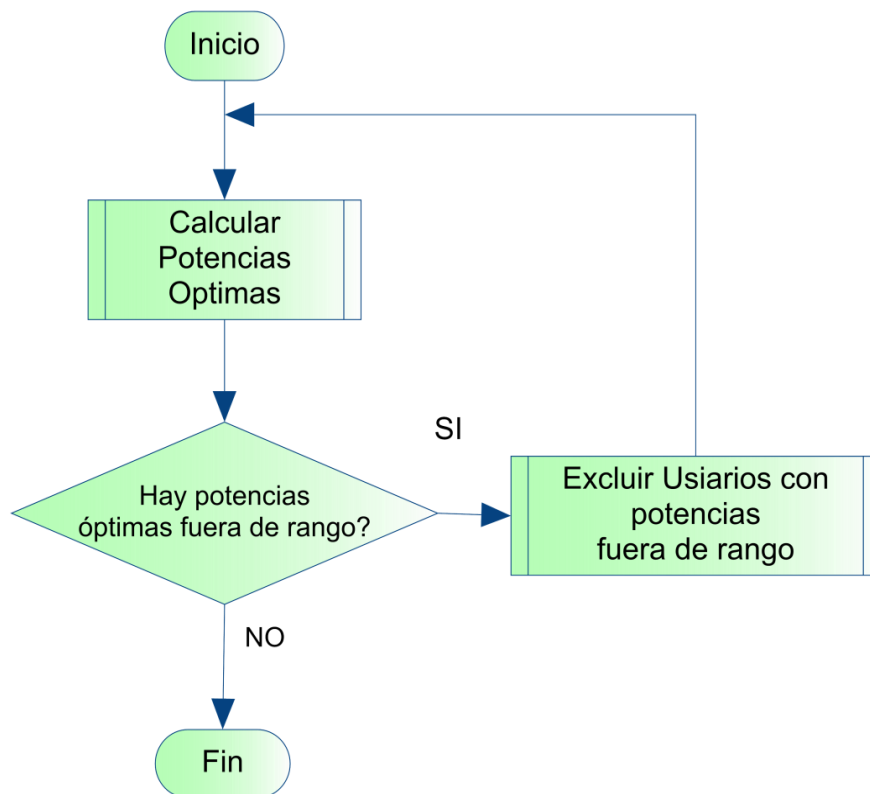 Inicio
Calcular
Potencias
Optimas
Hay potencias
óptimas fuera de rango?
SI
Excluir Usiarios con
potencias
fuera de rango
NO
Fin